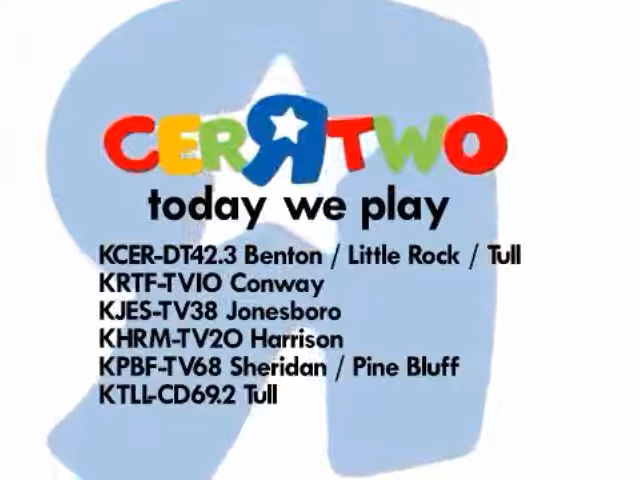 CERЯTWO
today we play
KCER-DT42.3 Benton / Little Rock / Tull
KRTF-TV10 Conway
KJES-TV38 Jonesboro
KHRM-TV20 Harrison
KPBF-TV68 Sheridan / Pine Bluff
KTLL-CD69.2 Tull